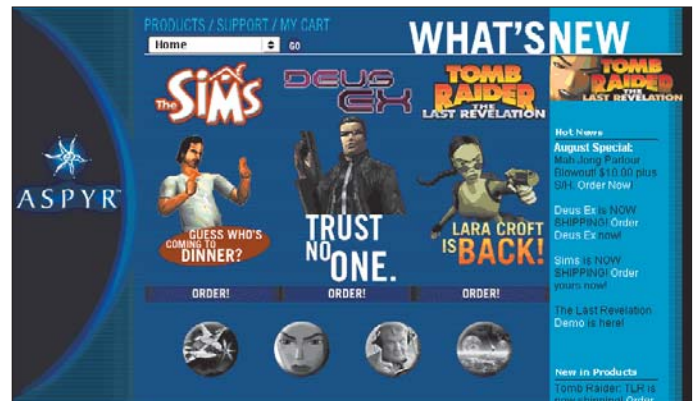 PRODUCTS / SUPPORT / MY CART
Home
GO
WHAT'S NEW
The SiMS
DEUS EX
TOMB RAIDER
THE LAST REVELATION
TOMB RAIDER
THE LAST REVELATION
ASPYR
GUESS WHO'S
COMING TO
DINNER?
TRUST
NO
ONE.
LARA CROFT
IS BACK!
ORDER!
ORDER!
ORDER!
Hot News
August Special:
Mah Jong Parlour
Blowout! $10.00 plus
S/H! Order Now!
Deus Ex is NOW
SHIPPING! Order
Deus Ex now!
Sims is NOW
SHIPPING! Order
yours now!
The Last Revelation
Demo is here!
New in Products
Tomb Raider: TLR is
now shipping! Order